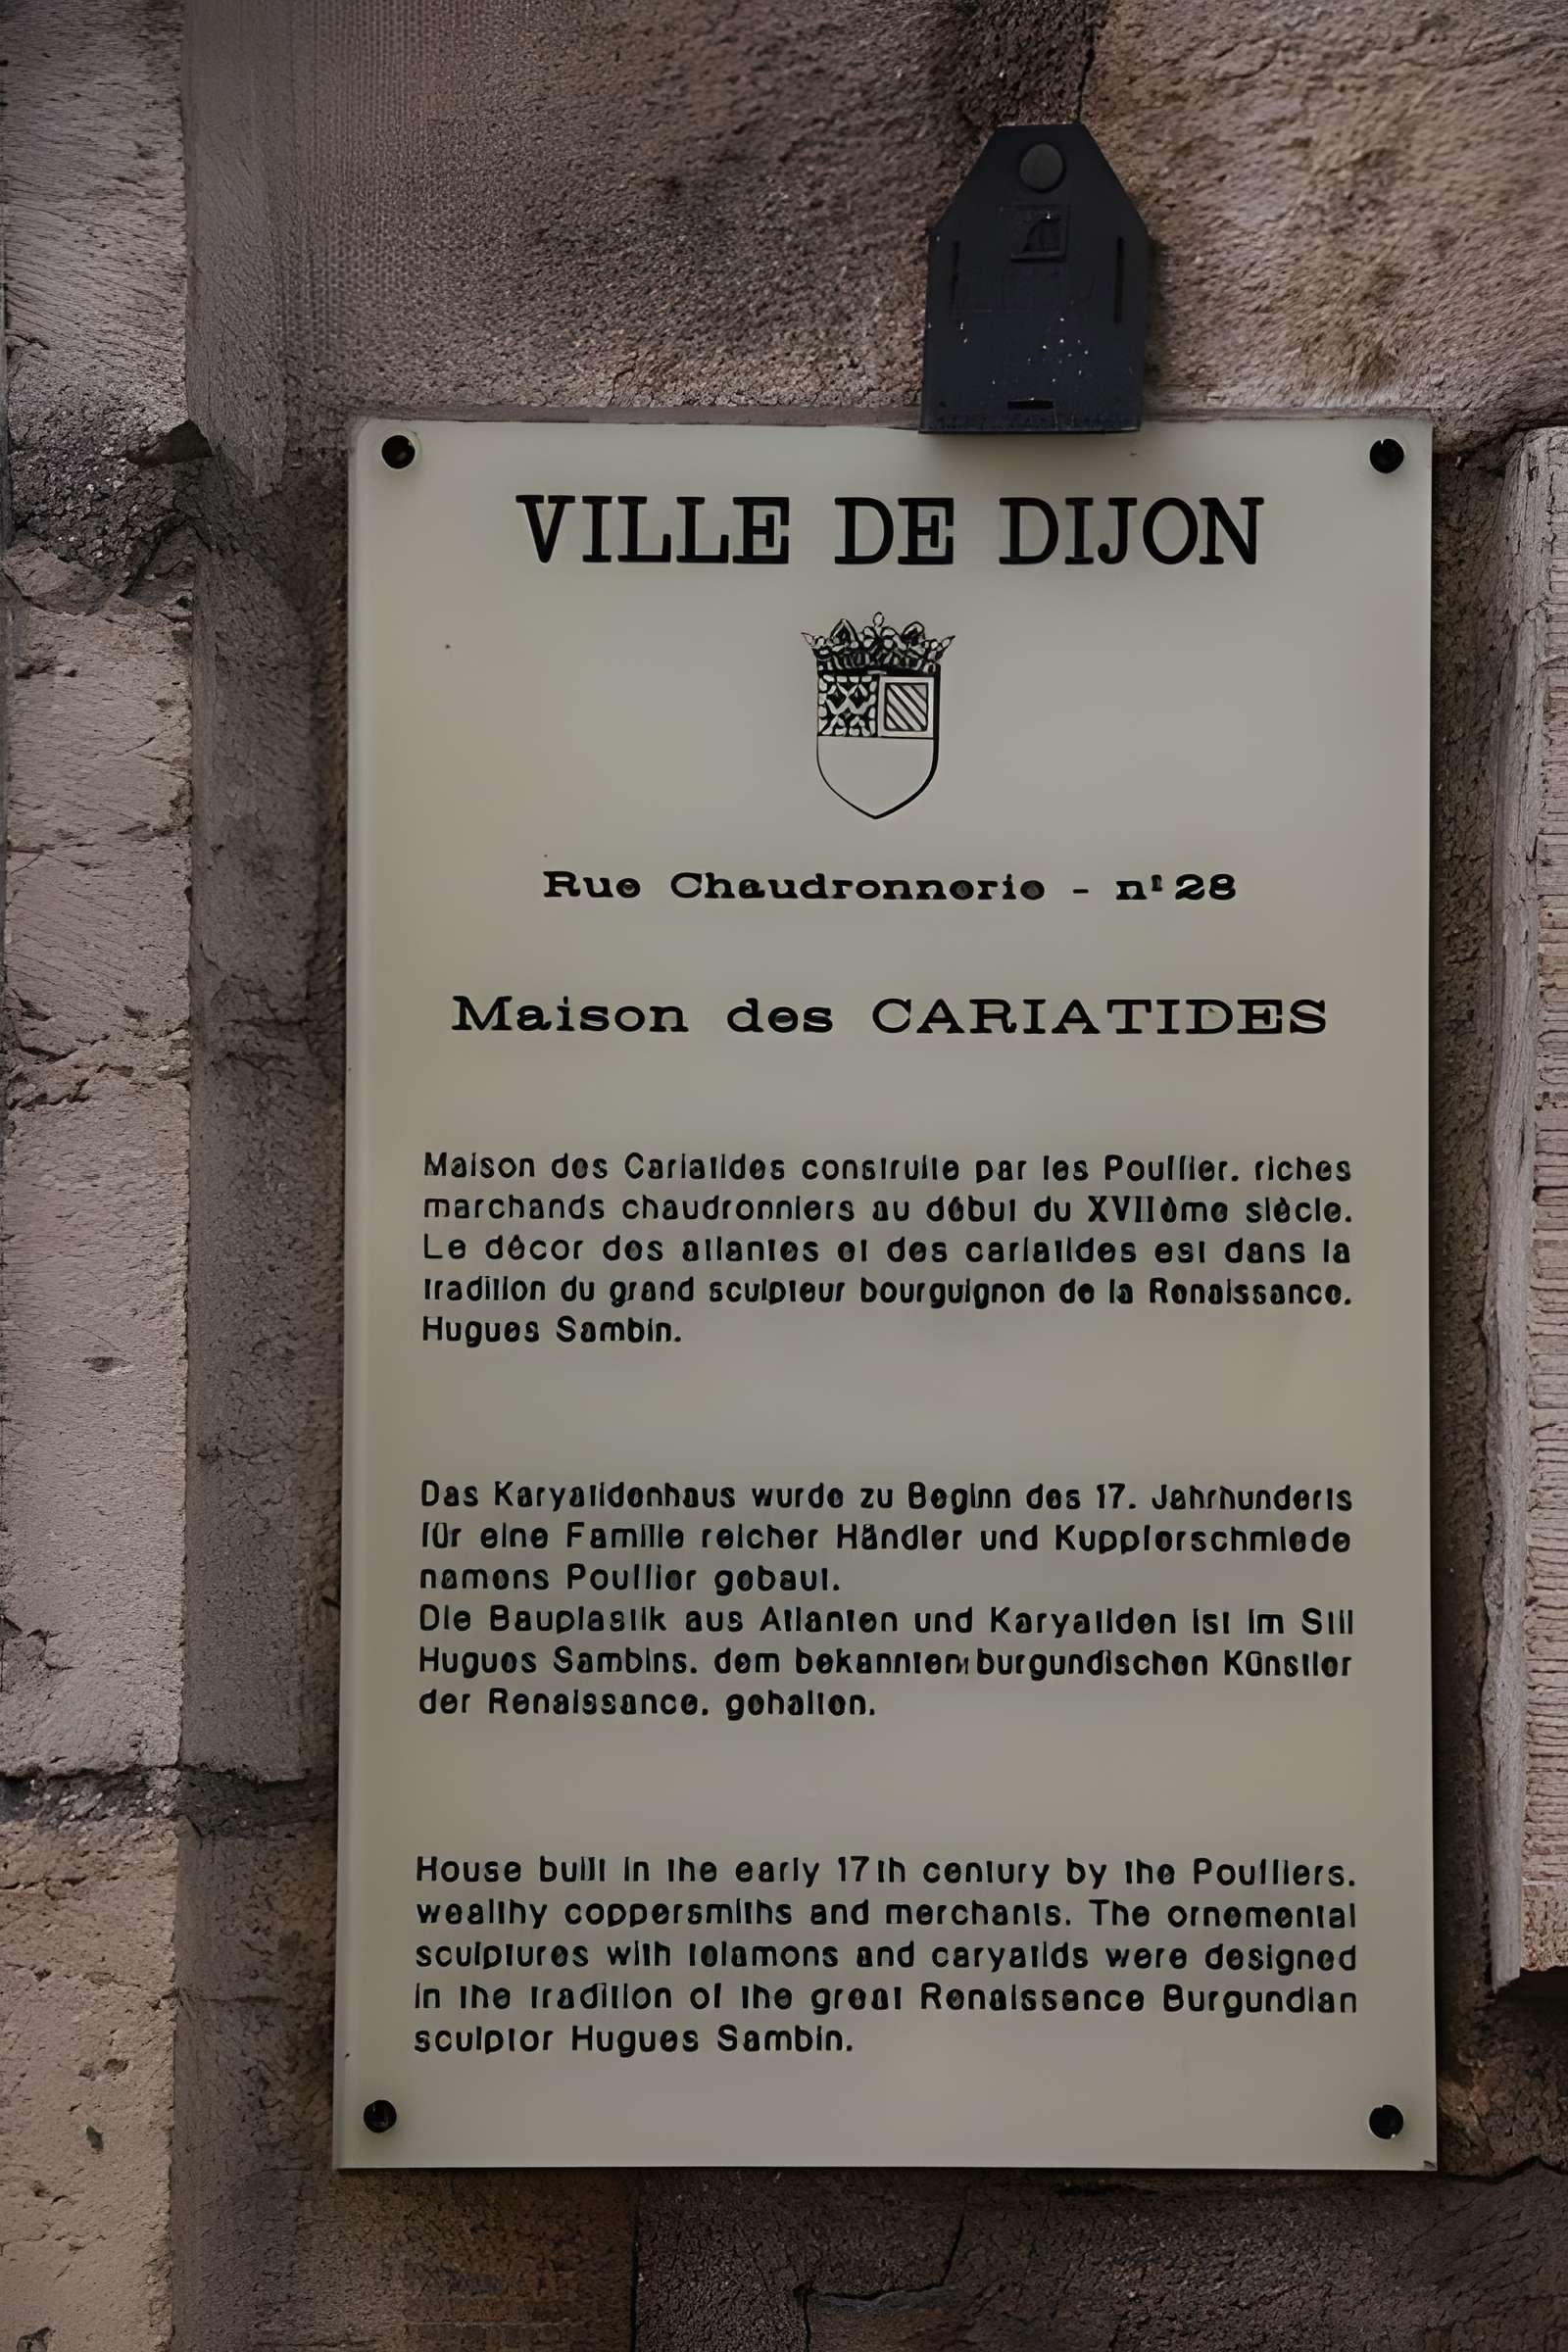 VILLE DE DIJON
Rue Chaudronnerie - nº 28
Maison des CARIATIDES
Maison des Cariatides construite par les Pouffier, riches
marchands chaudronniers au début du XVIIème siècle.
Le décor des atlantes et des cariatides est dans la
tradition du grand sculpteur bourguignon de la Renaissance,
Hugues Sambin.
Das Karyatidenhaus wurde zu Beginn des 17. Jahrhunderts
für eine Familie reicher Händler und Kuppferschmiede
namens Pouffier gebaut.
Die Bauplastik aus Atlanten und Karyatiden ist im Stil
Hugues Sambins, dem bekannten burgundischen Künstler
der Renaissance, gehalten.
House built in the early 17th century by the Pouffiers,
wealthy coppersmiths and merchants. The ornemental
sculptures with telamons and caryatids were designed
in the tradition of the great Renaissance Burgundian
sculptor Hugues Sambin.